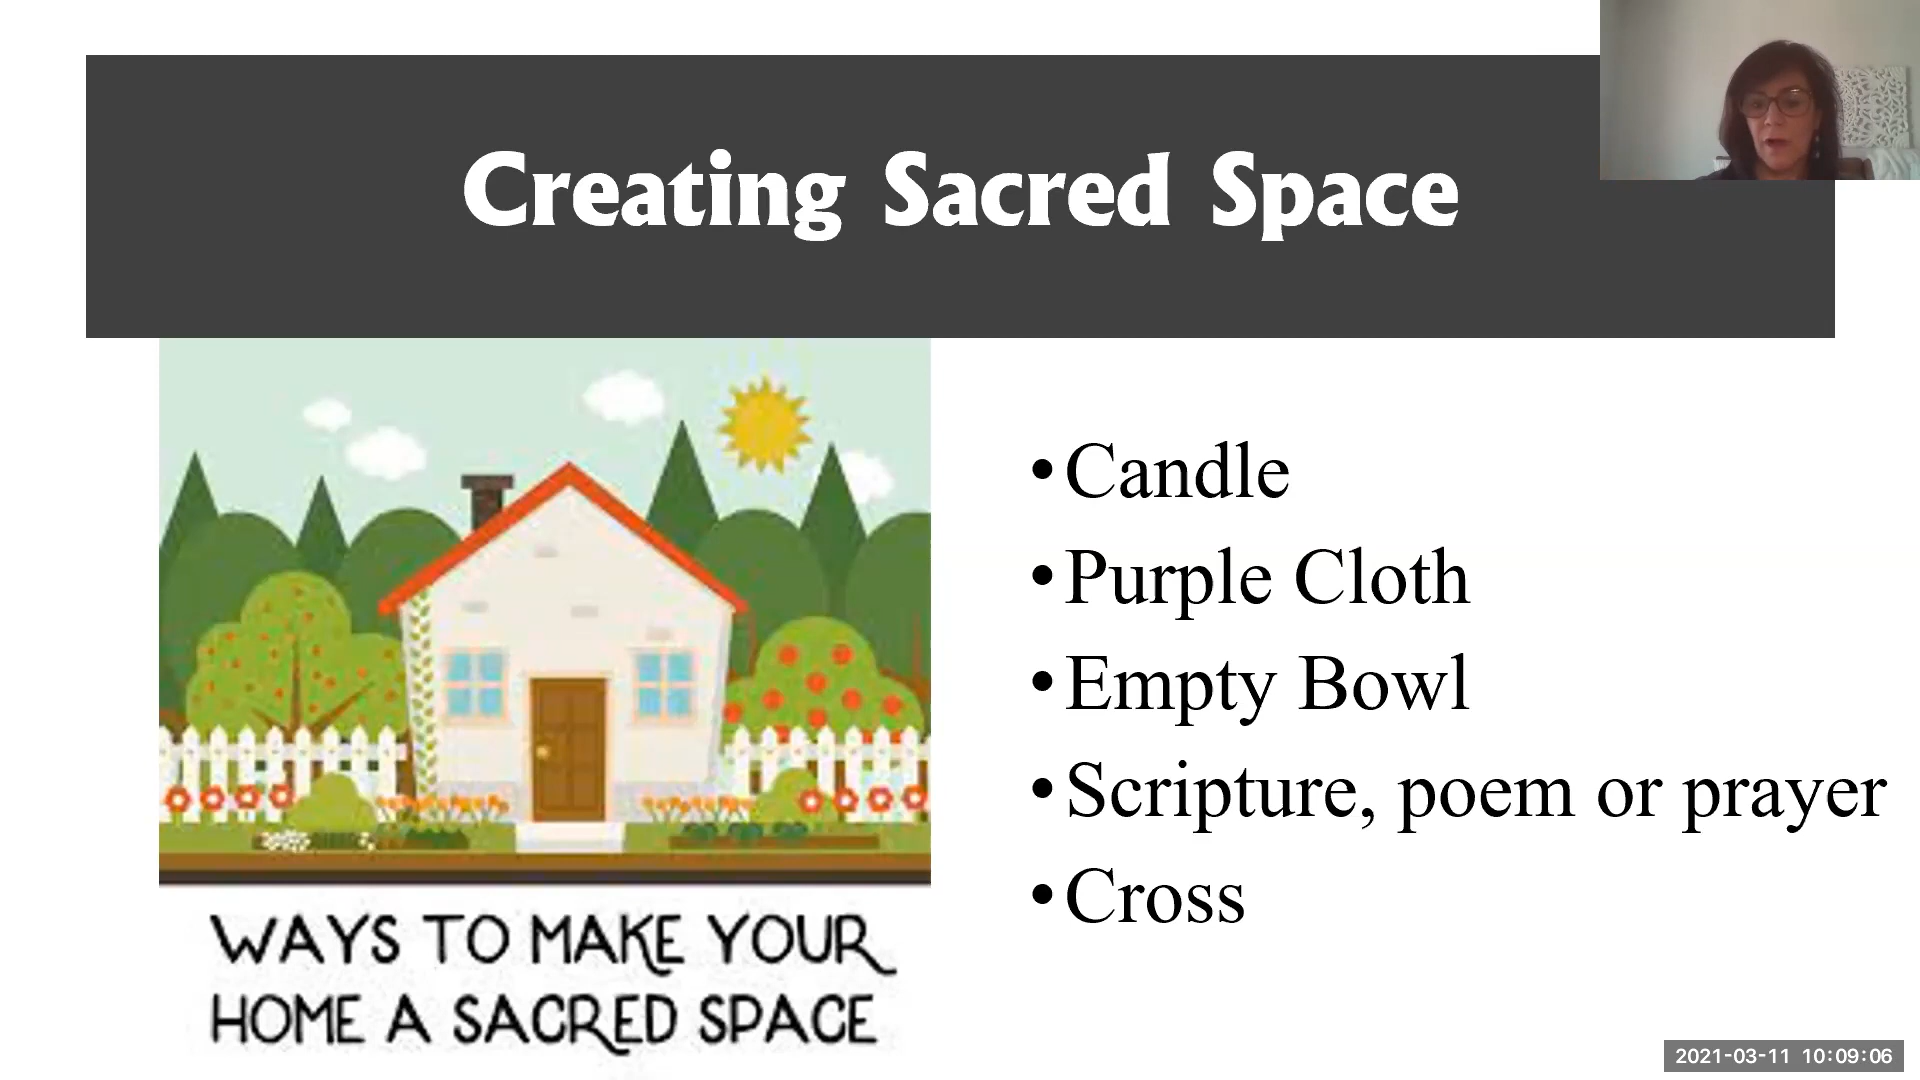 Creating Sacred Space
• Candle
• Purple Cloth
• Empty Bowl
• Scripture, poem or prayer
• Cross
WAYS TO MAKE YOUR
HOME A SACRED SPACE
2021-03-11 10:09:06